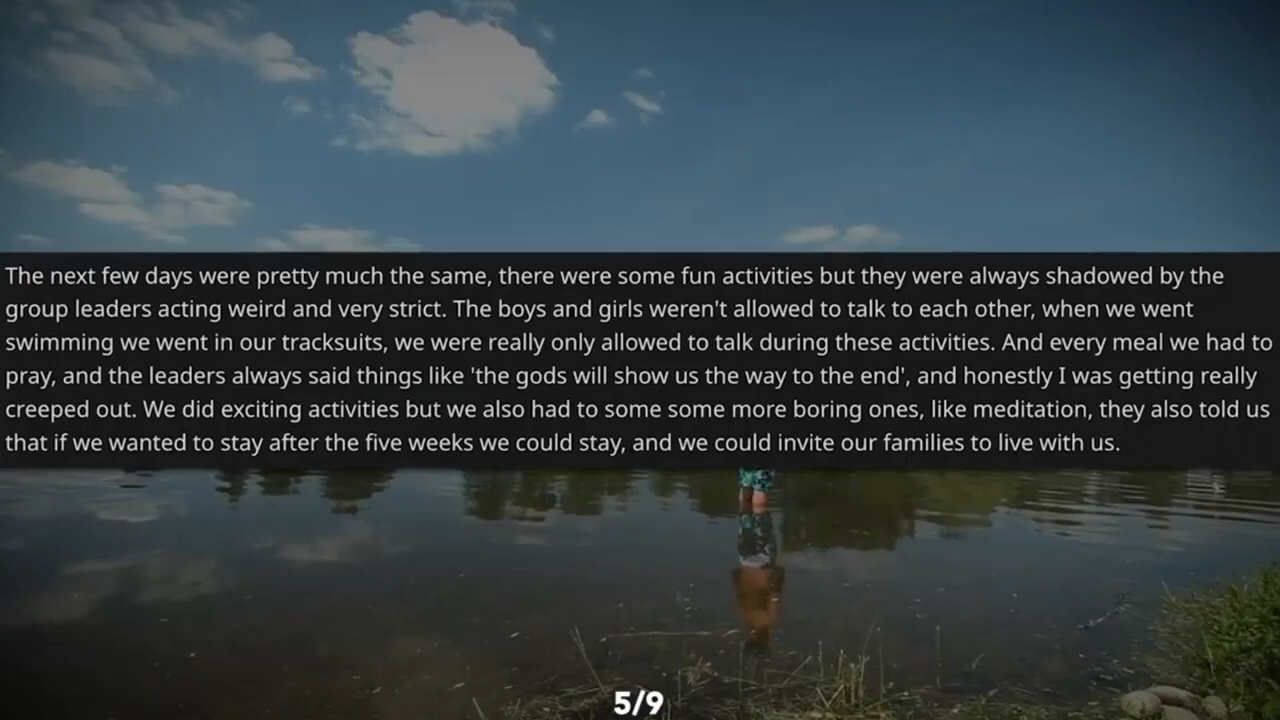 The next few days were pretty much the same, there were some fun activities but they were always shadowed by the
group leaders acting weird and very strict. The boys and girls weren't allowed to talk to each other, when we went
swimming we went in our tracksuits, we were really only allowed to talk during these activities. And every meal we had to
pray, and the leaders always said things like 'the gods will show us the way to the end', and honestly I was getting really
creeped out. We did exciting activities but we also had to some some more boring ones, like meditation, they also told us
that if we wanted to stay after the five weeks we could stay, and we could invite our families to live with us.
5/9